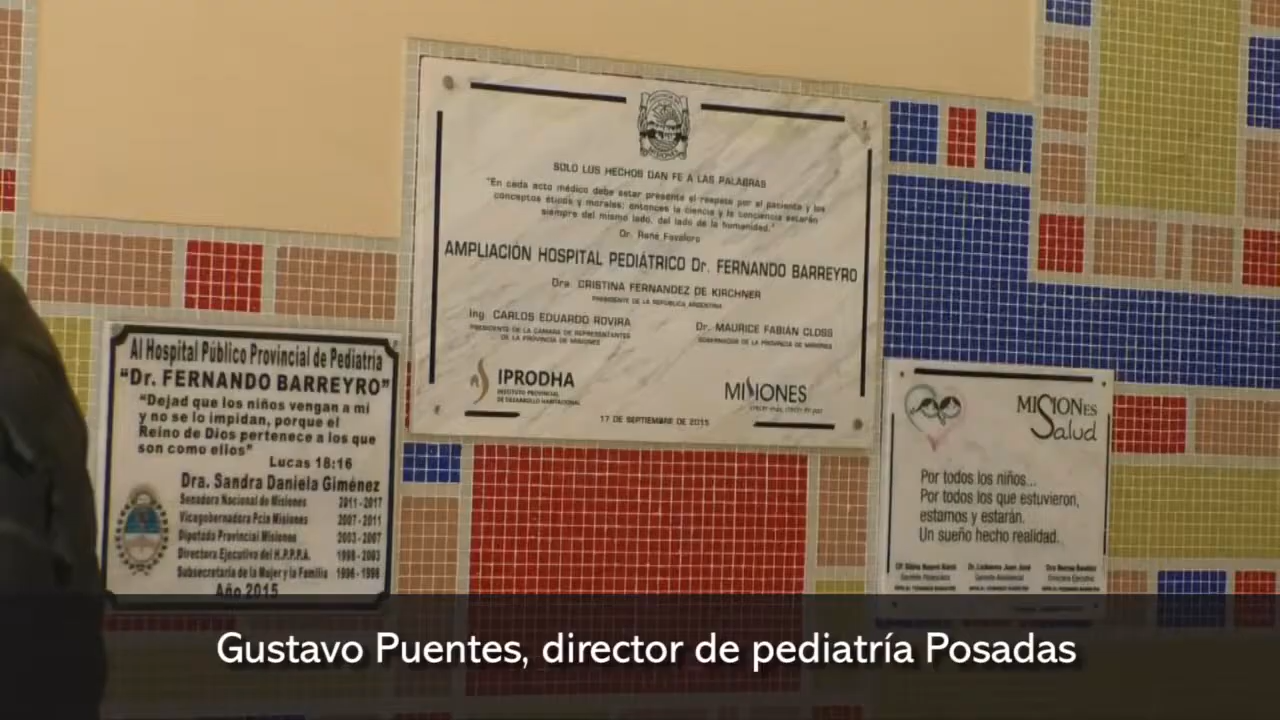 SOLO LOS HECHOS DAN FE A LAS PALABRAS
"En cada acto médico debe estar presente el respeto por el paciente y los
conceptos éticos y morales; entonces la ciencia y la conciencia estarán
siempre del mismo lado, del lado de la humanidad."
Dr. René Favaloro
AMPLIACIÓN HOSPITAL PEDIÁTRICO Dr. FERNANDO BARREYRO
Dra. CRISTINA FERNANDEZ DE KIRCHNER
PRESIDENTE DE LA REPÚBLICA ARGENTINA
Ing. CARLOS EDUARDO ROVIRA
PRESIDENTE DE LA CÁMARA DE REPRESENTANTES
DE LA PROVINCIA DE MISIONES
Dr. MAURICE FABIÁN CLOSS
GOBERNADOR DE LA PROVINCIA DE MISIONES
IPRODHA
INSTITUTO PROVINCIAL
DE DESARROLLO HABITACIONAL
MISIONES
17 DE SEPTIEMBRE DE 2015
Al Hospital Público Provincial de Pediatría
"Dr. FERNANDO BARREYRO"
"Dejad que los niños vengan a mi
y no se lo impidan, porque el
Reino de Dios pertenece a los que
son como ellos"
Lucas 18:16
Dra. Sandra Daniela Giménez
Senadora Nacional de Misiones 2011-2017
Vicegobernadora Pcia Misiones 2007-2011
Diputada Provincial Misiones 2003-2007
Directora Ejecutiva del H.P.P.P.A. 1998-2003
Subsecretaria de la Mujer y la Familia 1996-1998
Año 2015
MISIONES
Salud
Por todos los niños...
Por todos los que estuvieron,
estamos y estarán.
Un sueño hecho realidad.
Gustavo Puentes, director de pediatría Posadas